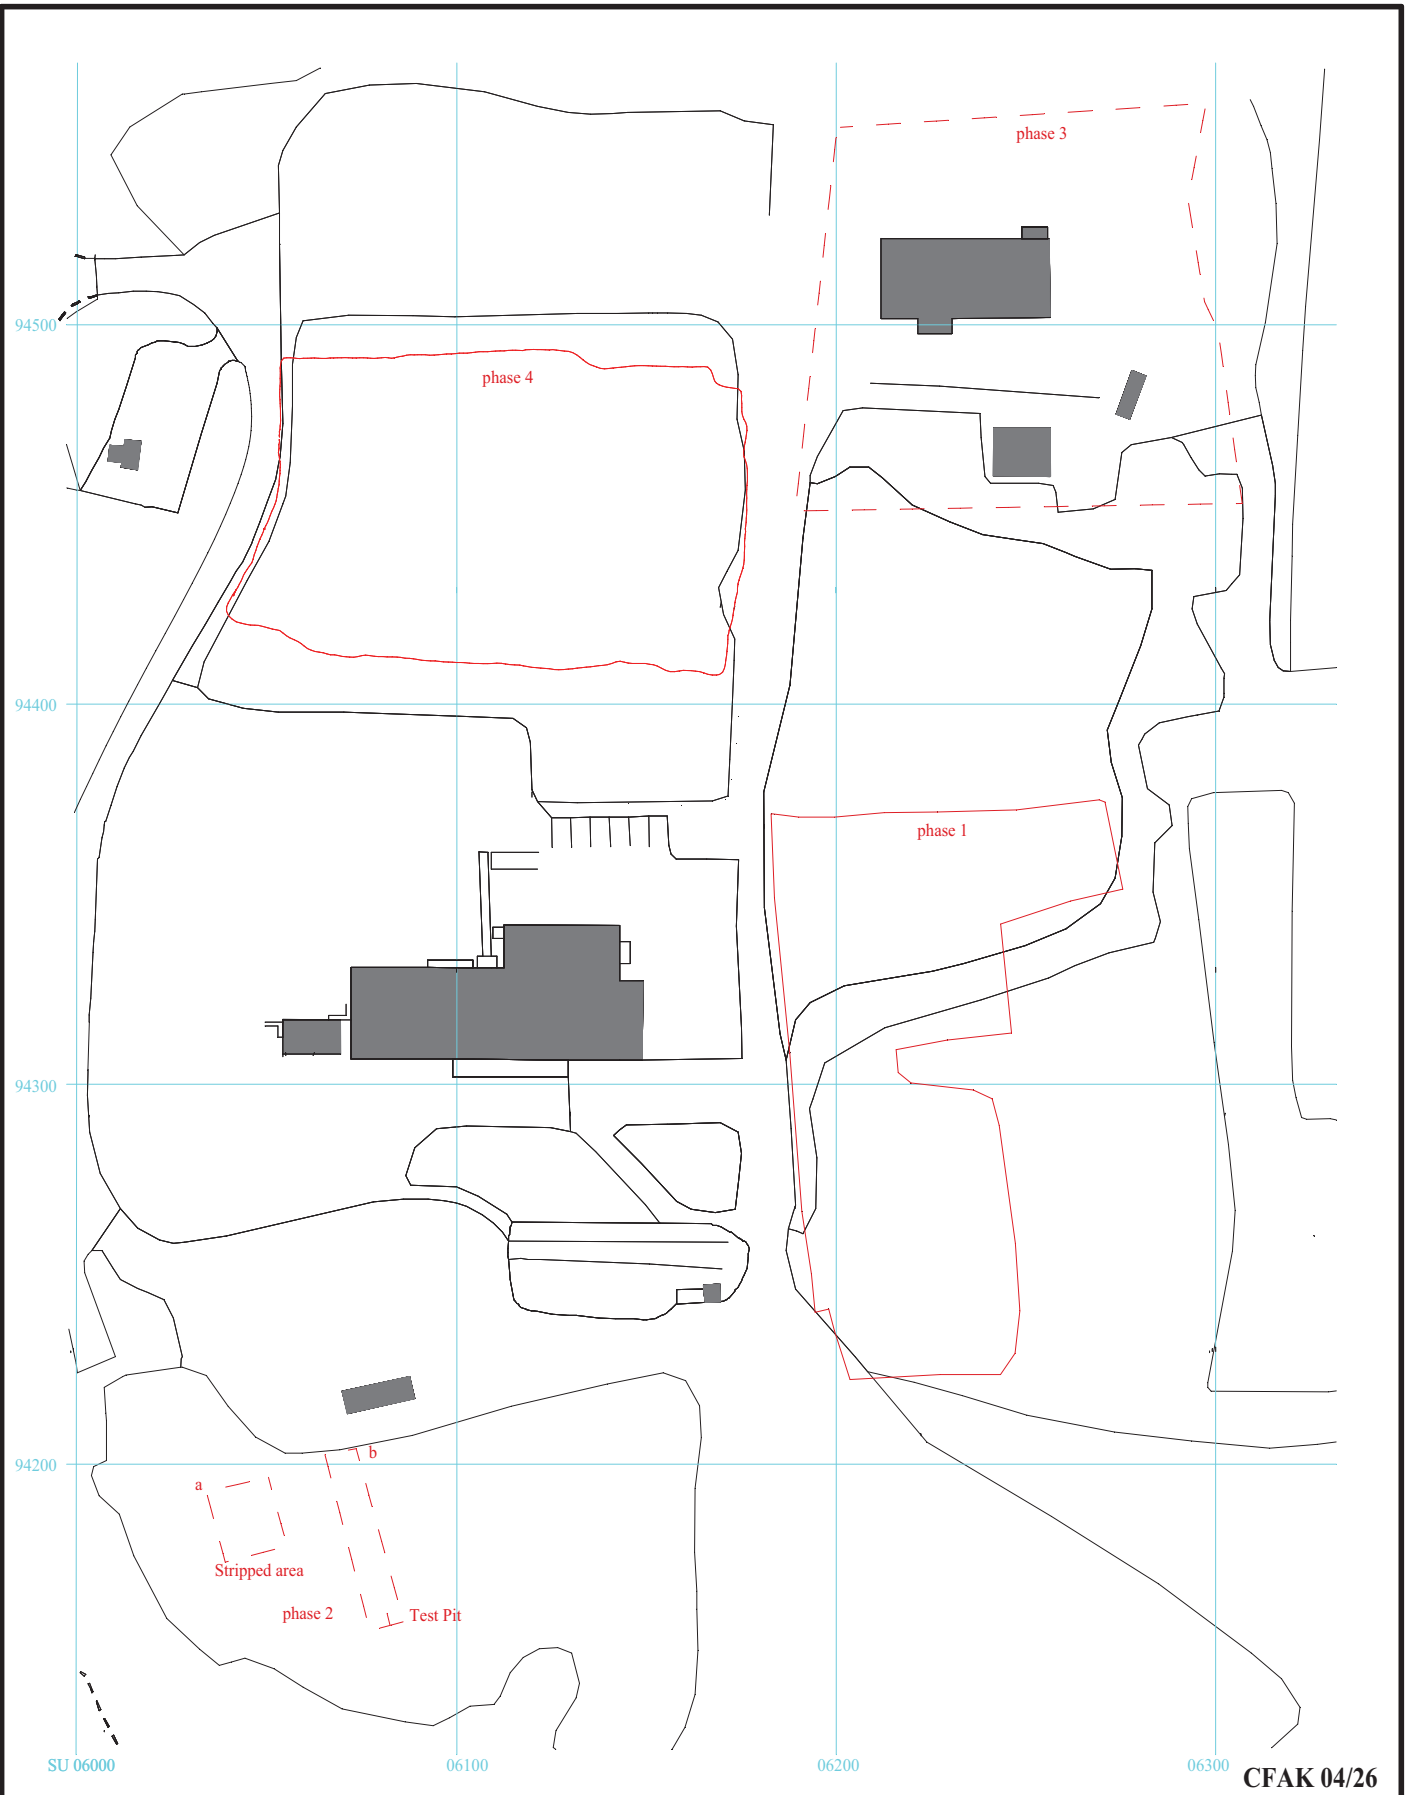 phase 3
94500
phase 4
94400
phase 1
94300
94200
b
a
Stripped area
phase 2
Test Pit
SU 06000
06100
06200
06300
CFAK 04/26